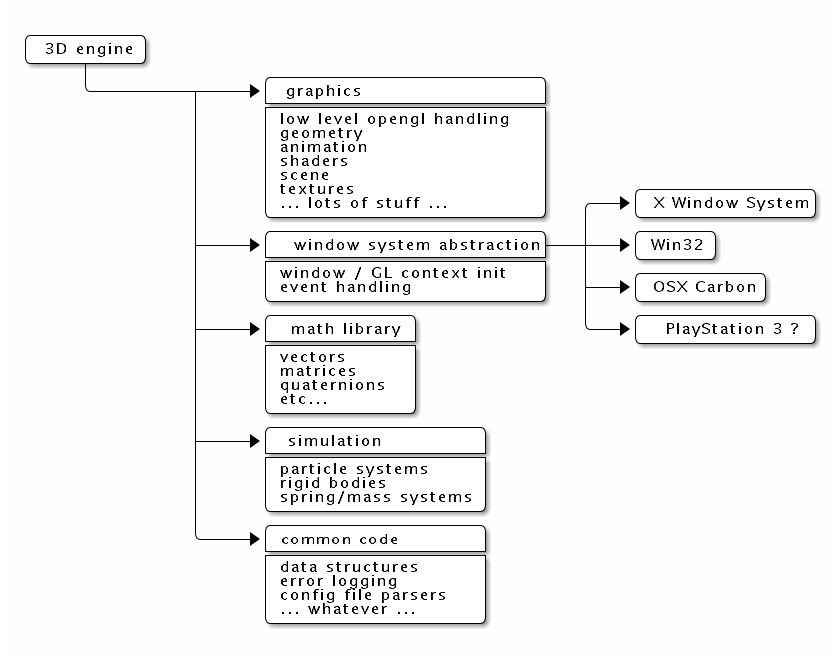 3D engine
graphics
low level opengl handling
geometry
animation
shaders
scene
textures
... lots of stuff ...
window system abstraction
window / GL context init
event handling
X Window System
Win32
OSX Carbon
PlayStation 3 ?
math library
vectors
matrices
quaternions
etc...
simulation
particle systems
rigid bodies
spring/mass systems
common code
data structures
error logging
config file parsers
... whatever ...